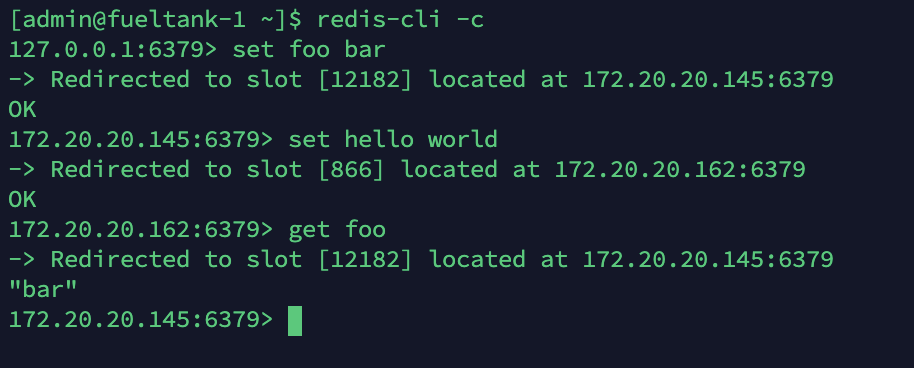 [admin@fueltank-1 ~]$ redis-cli -c
127.0.0.1:6379> set foo bar
-> Redirected to slot [12182] located at 172.20.20.145:6379
OK
172.20.20.145:6379> set hello world
-> Redirected to slot [866] located at 172.20.20.162:6379
OK
172.20.20.162:6379> get foo
-> Redirected to slot [12182] located at 172.20.20.145:6379
"bar"
172.20.20.145:6379>